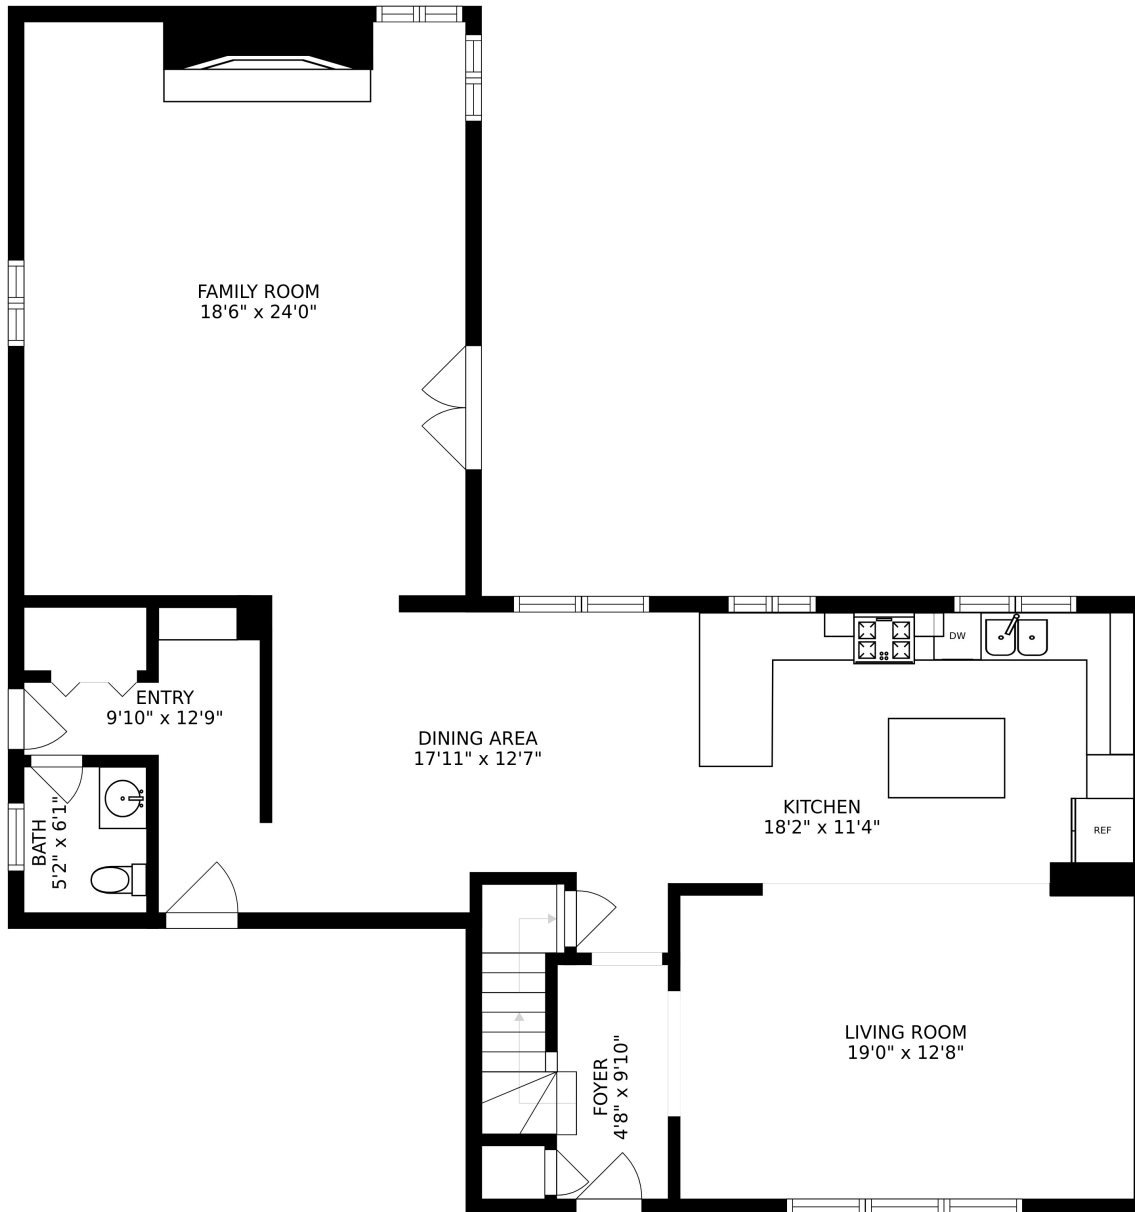 FAMILY ROOM
18'6" x 24'0"
ENTRY
9'10" x 12'9"
DINING AREA
17'11" x 12'7"
DW
KITCHEN
18'2" x 11'4"
REF
BATH
5'2" x 6'1"
LIVING ROOM
19'0" x 12'8"
FOYER
4'8" x 9'10"